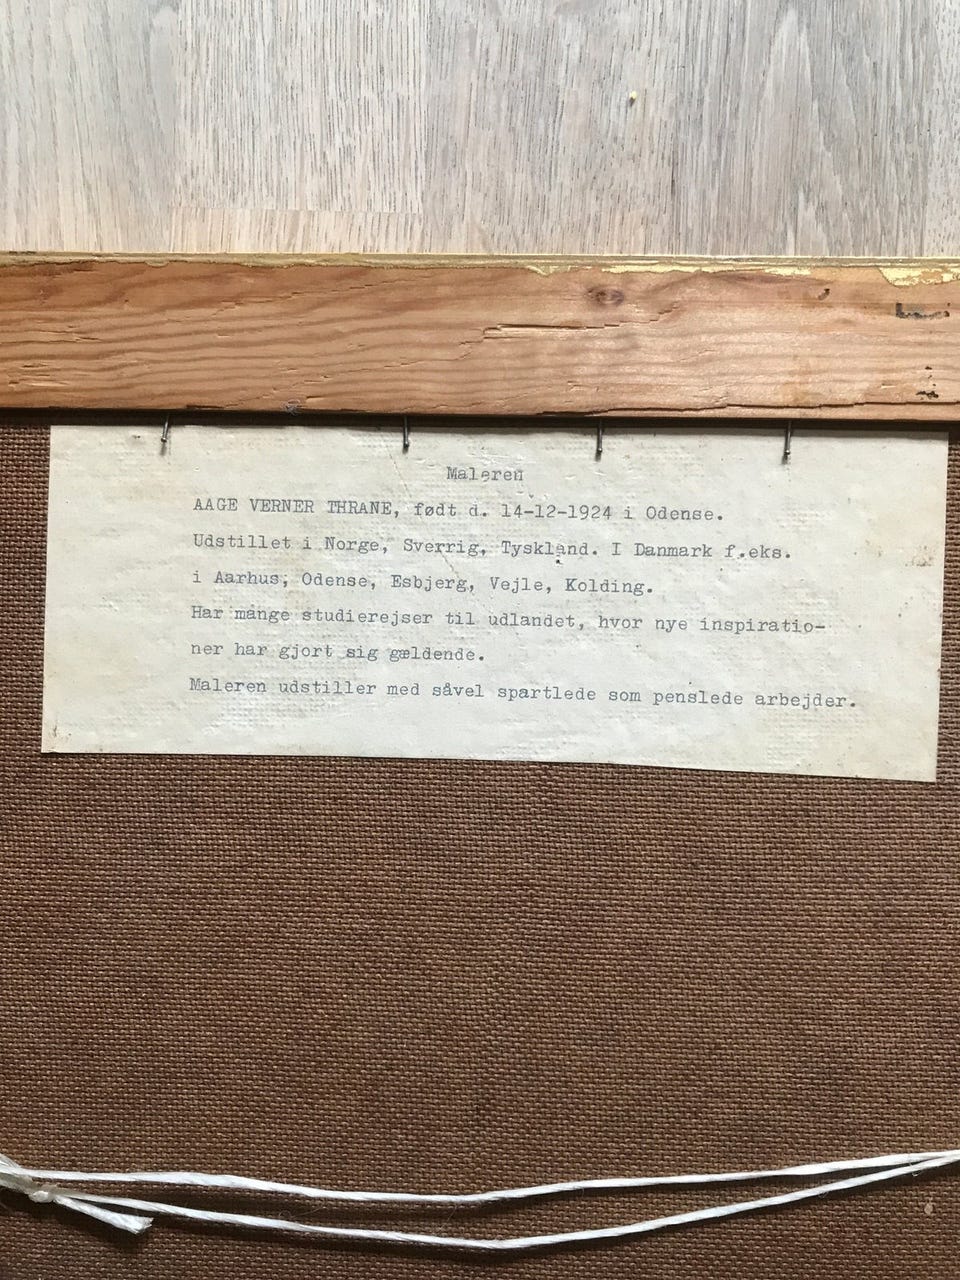 Maleren
AAGE VERNER THRANE, født d. 14-12-1924 i Odense.
Udstillet i Norge, Sverrig, Tyskland. I Danmark f.eks.
i Aarhus, Odense, Esbjerg, Vejle, Kolding.
Har mange studierejser til udlandet, hvor nye inspiratio-
ner har gjort sig gældende.
Maleren udstiller med såvel spartlede som penslede arbejder.